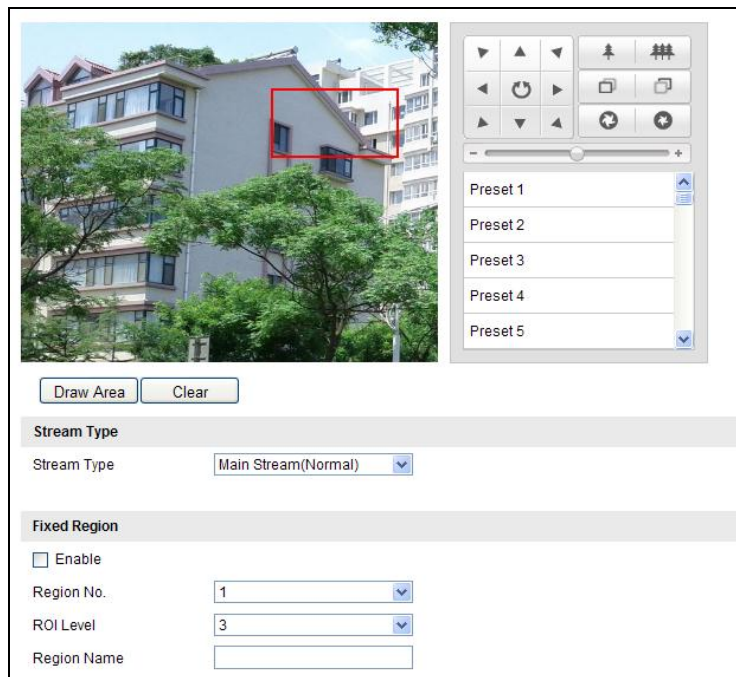 Preset 1
Preset 2
Preset 3
Preset 4
Preset 5
Draw Area
Clear
Stream Type
Stream Type
Main Stream(Normal)
Fixed Region
Enable
Region No.
1
ROI Level
3
Region Name